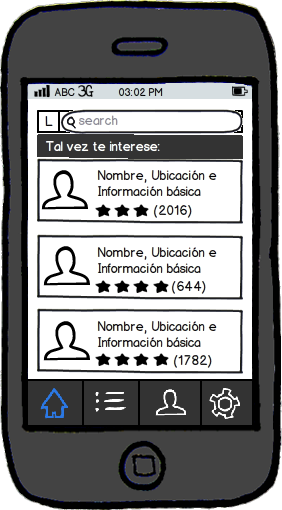 ABC 3G 03:02 PM
L search
Tal vez te interese:
Nombre, Ubicación e
Información básica
(2016)
Nombre, Ubicación e
Información básica
(644)
Nombre, Ubicación e
Información básica
(1782)